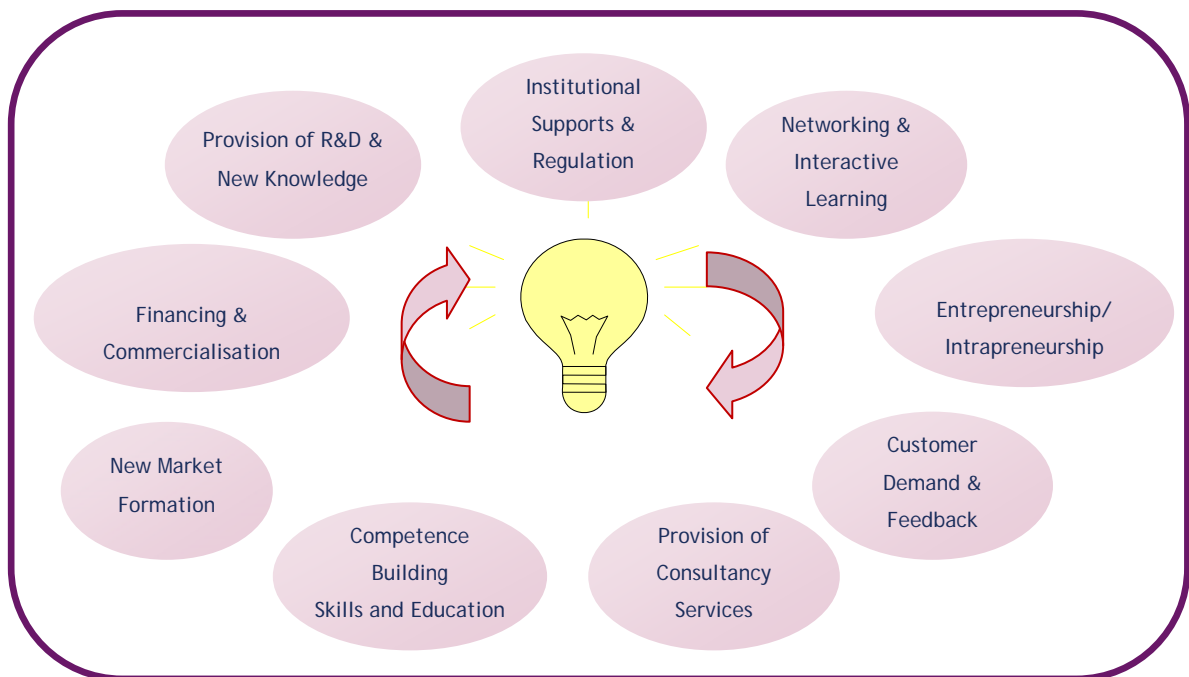 Institutional
Supports &
Regulation
Networking &
Interactive
Learning
Provision of R&D &
New Knowledge
Entrepreneurship/
Intrapreneurship
Financing &
Commercialisation
Customer
Demand &
Feedback
New Market
Formation
Competence
Building
Skills and Education
Provision of
Consultancy
Services